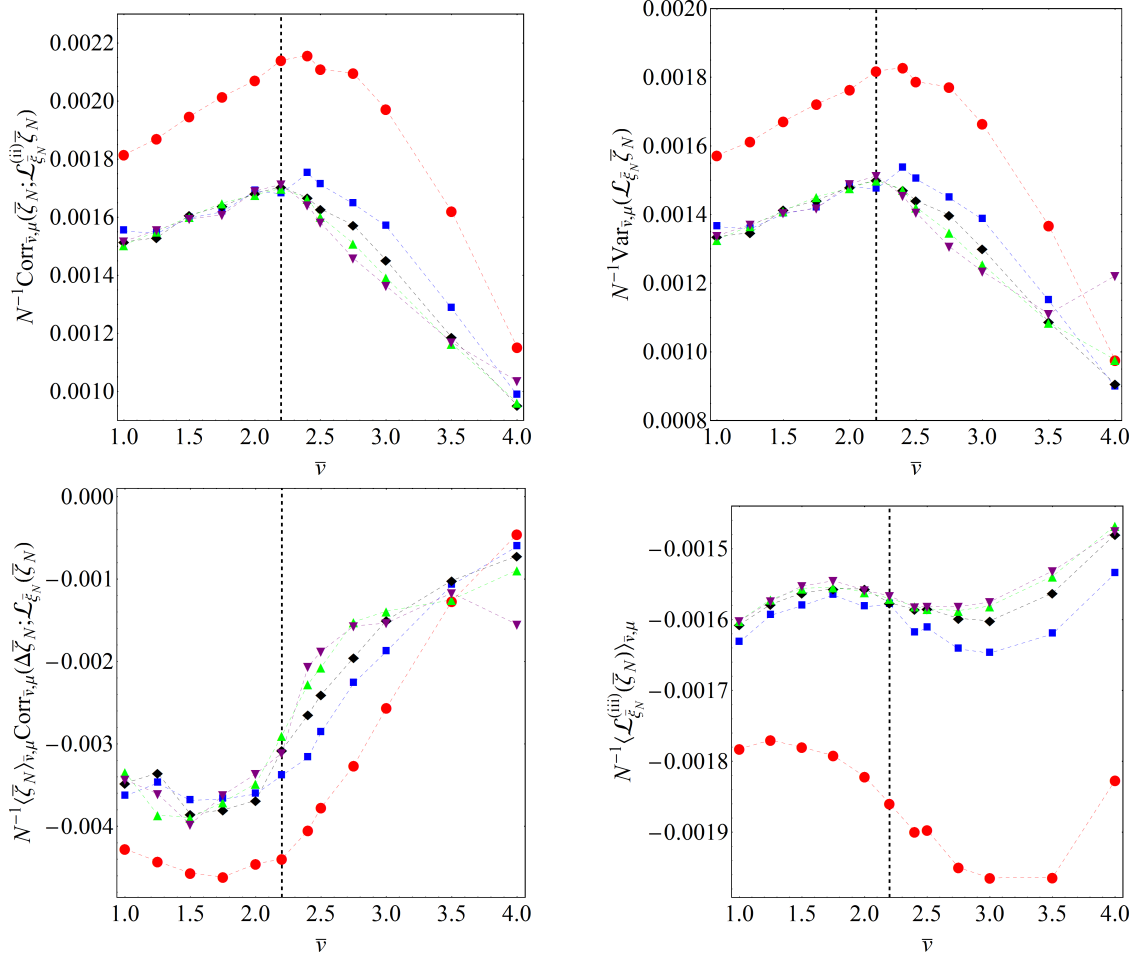 0.0022
0.0020
0.0018
0.0016
0.0014
0.0012
0.0010
1.0 1.5 2.0 2.5 3.0 3.5 4.0
v̅
N⁻¹ Corr_{v̅,μ}(ζ̅_N; ℒ^{(ii)}_{ξ̅_N} ζ̅_N)
0.0020
0.0018
0.0016
0.0014
0.0012
0.0010
0.0008
1.0 1.5 2.0 2.5 3.0 3.5 4.0
v̅
N⁻¹ Var_{v̅,μ}(ℒ_{ξ̅_N} ζ̅_N)
0.000
−0.001
−0.002
−0.003
−0.004
1.0 1.5 2.0 2.5 3.0 3.5 4.0
v̅
N⁻¹⟨ζ̅_N⟩_{v̅,μ} Corr_{v̅,μ}(Δζ̅_N; ℒ_{ξ̅_N}(ζ̅_N)
−0.0015
−0.0016
−0.0017
−0.0018
−0.0019
1.0 1.5 2.0 2.5 3.0 3.5 4.0
v̅
N⁻¹⟨ℒ^{(iii)}_{ξ̅_N}(ζ̅_N)⟩_{v̅,μ}